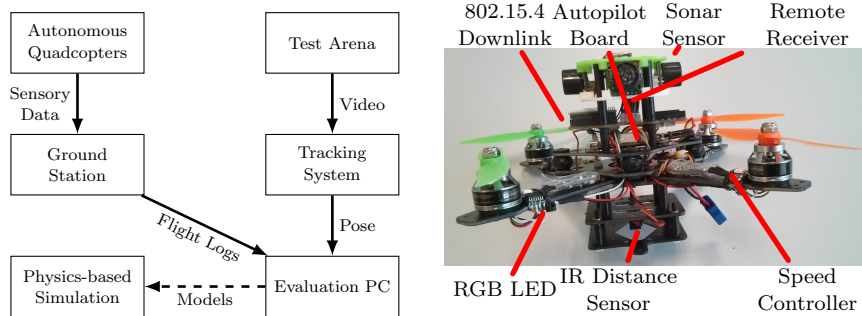 Autonomous
Quadcopters
Test Arena
Sensory
Data
Video
Ground
Station
Tracking
System
Flight Logs
Pose
Physics-based
Simulation
Models
Evaluation PC
802.15.4
Downlink
Autopilot
Board
Sonar
Sensor
Remote
Receiver
RGB LED
IR Distance
Sensor
Speed
Controller